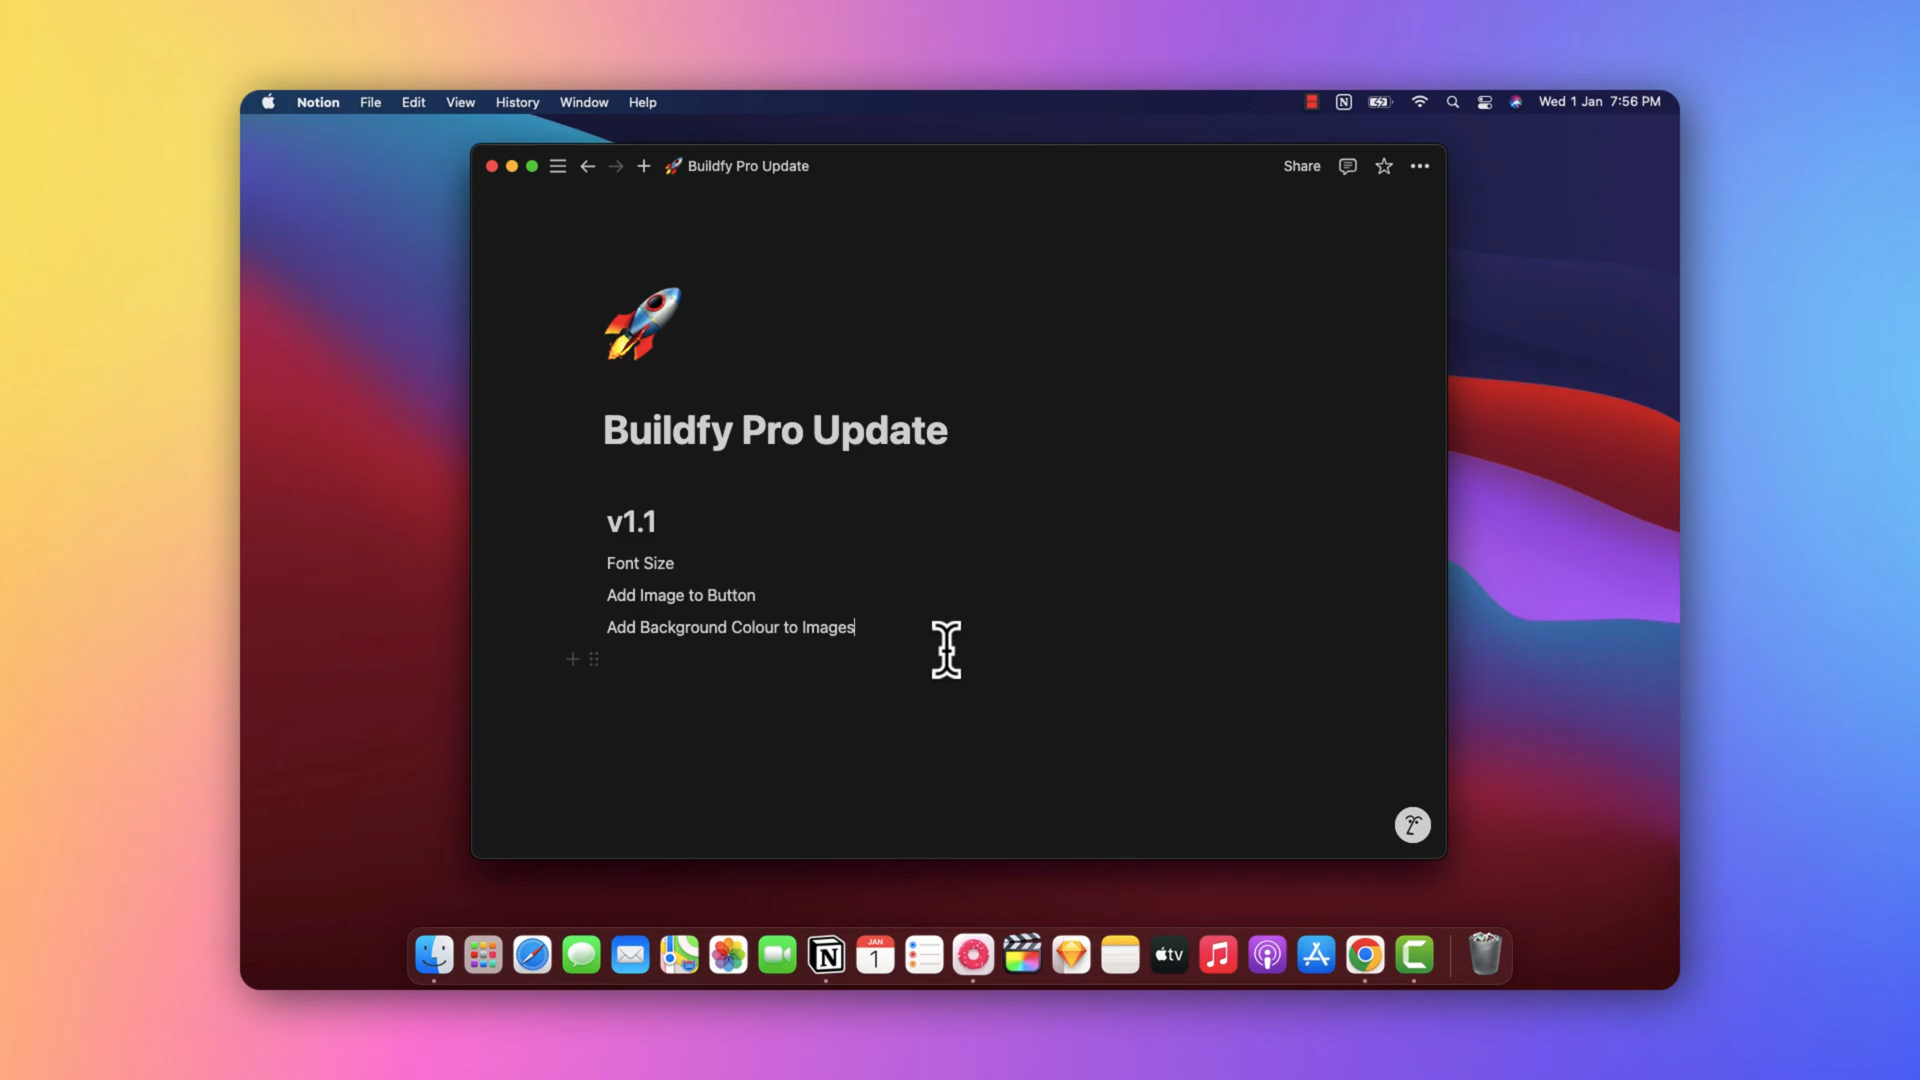 Notion File Edit View History Window Help
Wed 1 Jan 7:56 PM
Buildfy Pro Update
Share
Buildfy Pro Update
v1.1
Font Size
Add Image to Button
Add Background Colour to Images
JAN
1
tv